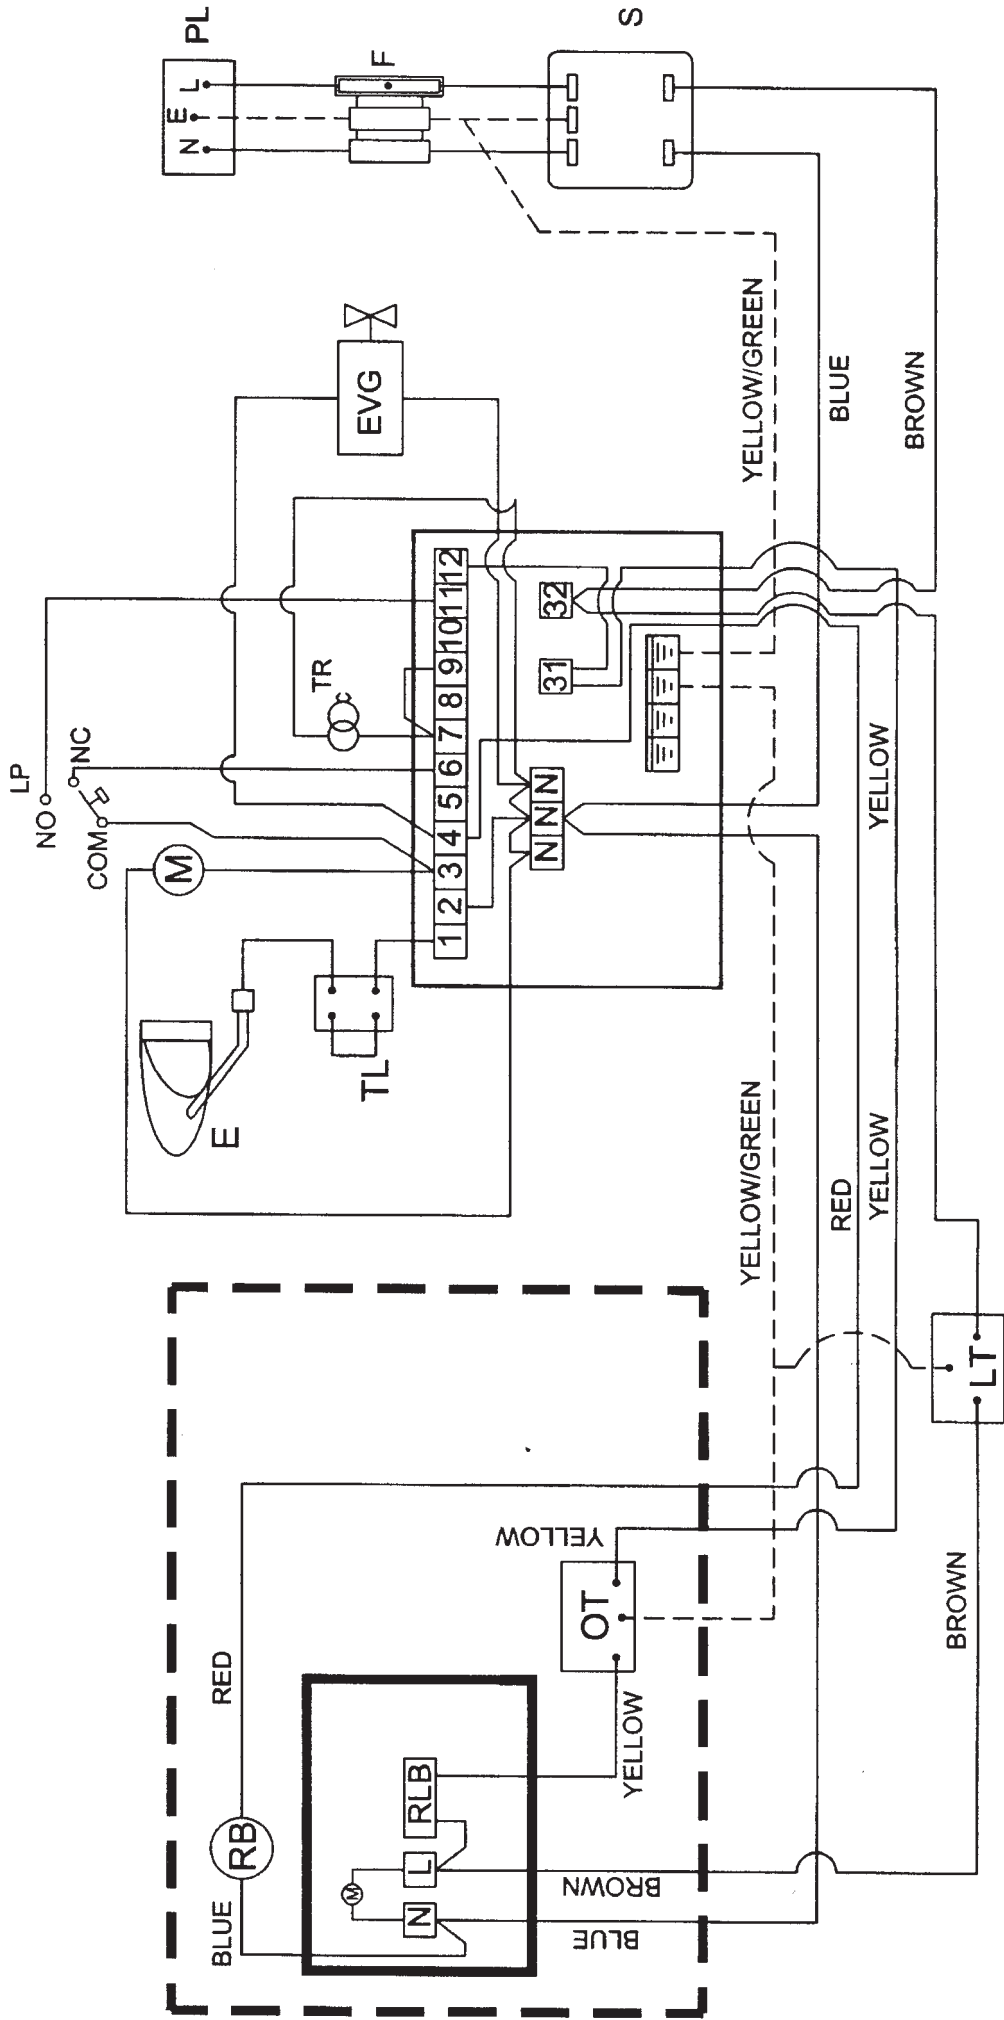 PL
N E L
F
S
EVG
YELLOW/GREEN
BLUE
BROWN
LP
NO
NC
COM
TR
C
M
1 2 3 4 5 6 7 8 9 10 11 12
31
32
N N N
TL
E
YELLOW/GREEN
RED
YELLOW
YELLOW
LT
BROWN
RED
RB
BLUE
YELLOW
OT
YELLOW
RLB
M
N
L
BROWN
BLUE